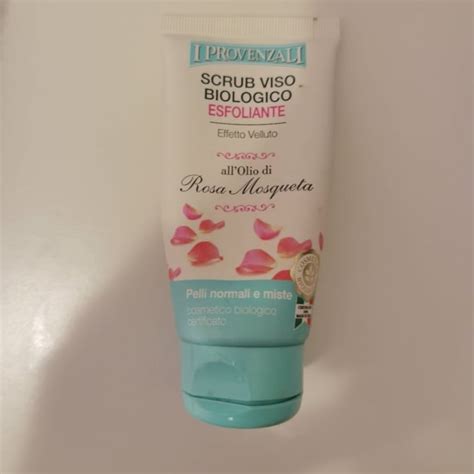 I PROVENZALI
SCRUB VISO
BIOLOGICO
ESFOLIANTE
Effetto Velluto
all'Olio di
Rosa Mosqueta
Pelli normali e miste
cosmetico biologico
certificato